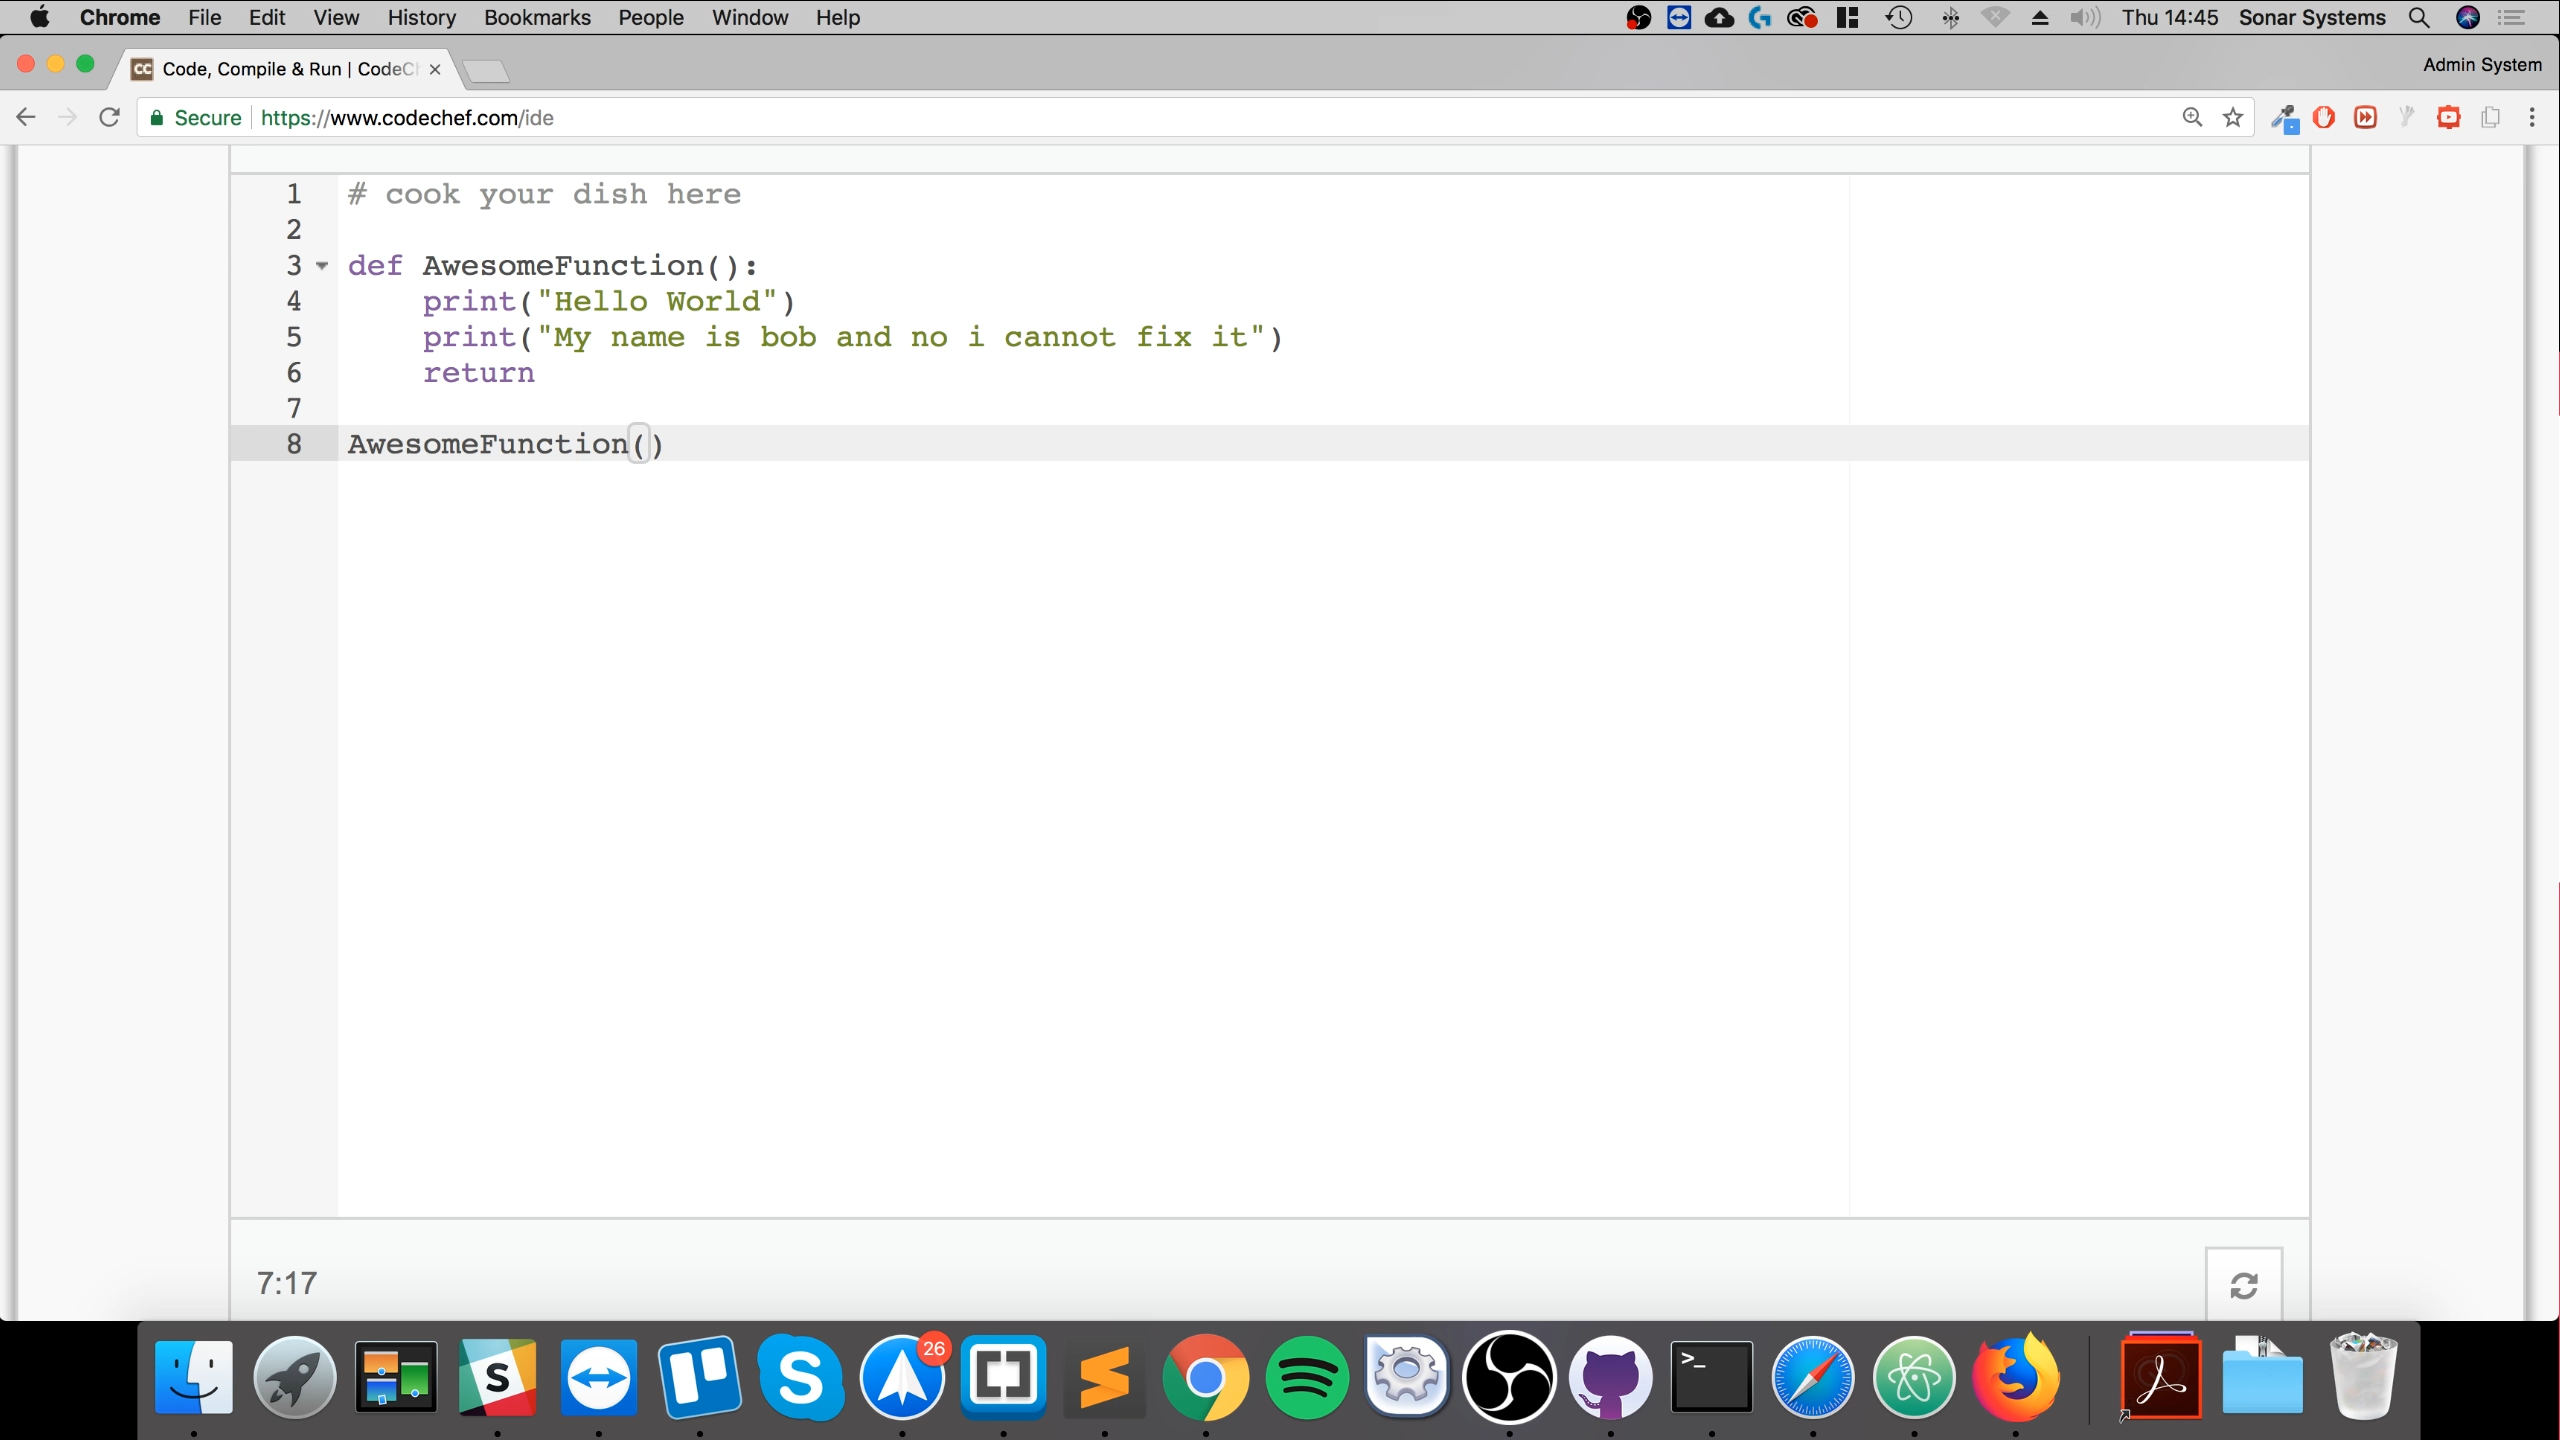 Chrome File Edit View History Bookmarks People Window Help Thu 14:45 Sonar Systems
CC Code, Compile & Run | CodeC Admin System
Secure https://www.codechef.com/ide
1 # cook your dish here
2
3 def AwesomeFunction():
4 print("Hello World")
5 print("My name is bob and no i cannot fix it")
6 return
7
8 AwesomeFunction()
7:17
26
S
S
>_